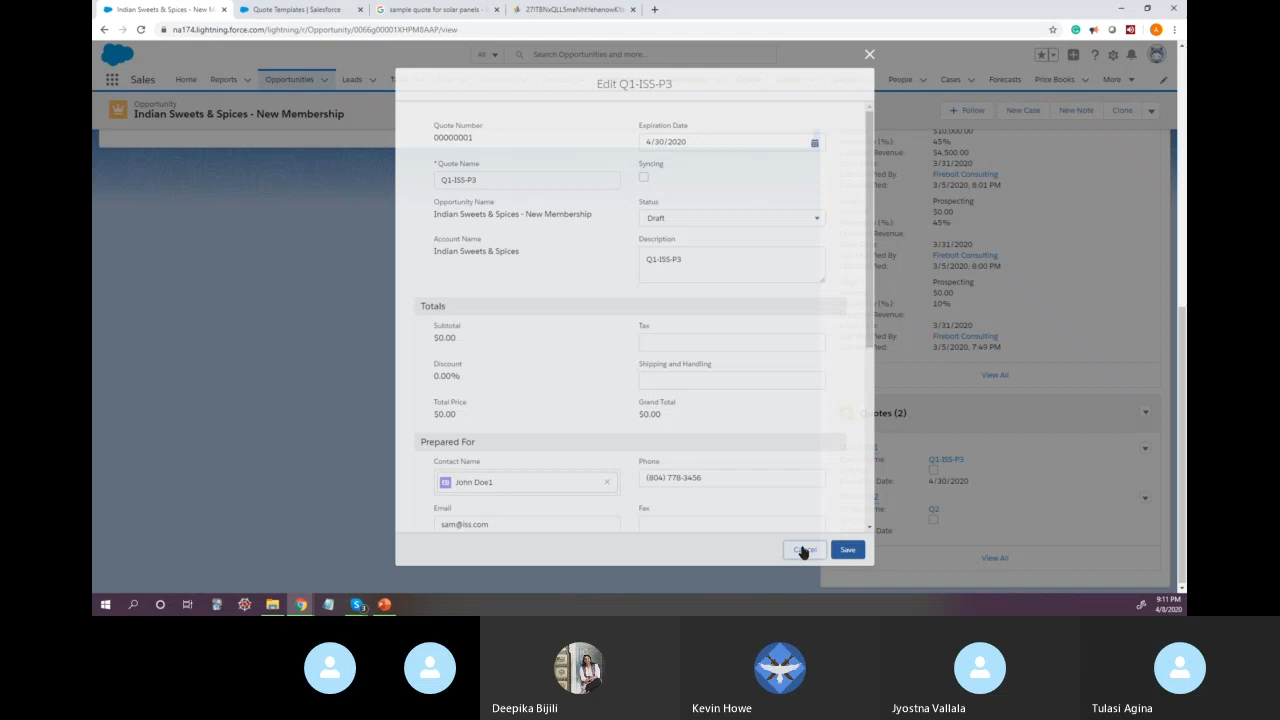 Indian Sweets & Spices - New M
Quote Templates | Salesforce
sample quote for solar panels -
na174.lightning.force.com/lightning/r/Opportunity/0066g00001XHPM8AAP/view
All
Search Opportunities and more...
Sales
Home
Reports
Opportunities
Leads
People
Cases
Forecasts
Price Books
More
Opportunity
Indian Sweets & Spices - New Membership
+ Follow
New Case
New Note
Clone
Edit Q1-ISS-P3
Quote Number
00000001
Expiration Date
4/30/2020
* Quote Name
Q1-ISS-P3
Syncing
Opportunity Name
Indian Sweets & Spices - New Membership
Status
Draft
Account Name
Indian Sweets & Spices
Description
Q1-ISS-P3
Totals
Subtotal
$0.00
Tax
Discount
0.00%
Shipping and Handling
Total Price
$0.00
Grand Total
$0.00
Prepared For
Contact Name
John Doe1
Phone
(804) 778-3456
Email
sam@iss.com
Fax
Cancel
Save
$10,000.00
45%
$4,500.00
3/31/2020
Firebolt Consulting
3/5/2020, 8:01 PM
Prospecting
$0.00
45%
3/31/2020
Firebolt Consulting
3/5/2020, 8:00 PM
Prospecting
$0.00
10%
3/31/2020
Firebolt Consulting
3/5/2020, 7:49 PM
View All
Quotes (2)
Q1-ISS-P3
4/30/2020
Q2
View All
9:11 PM
4/8/2020
Deepika Bijili
Kevin Howe
Jyostna Vallala
Tulasi Agina